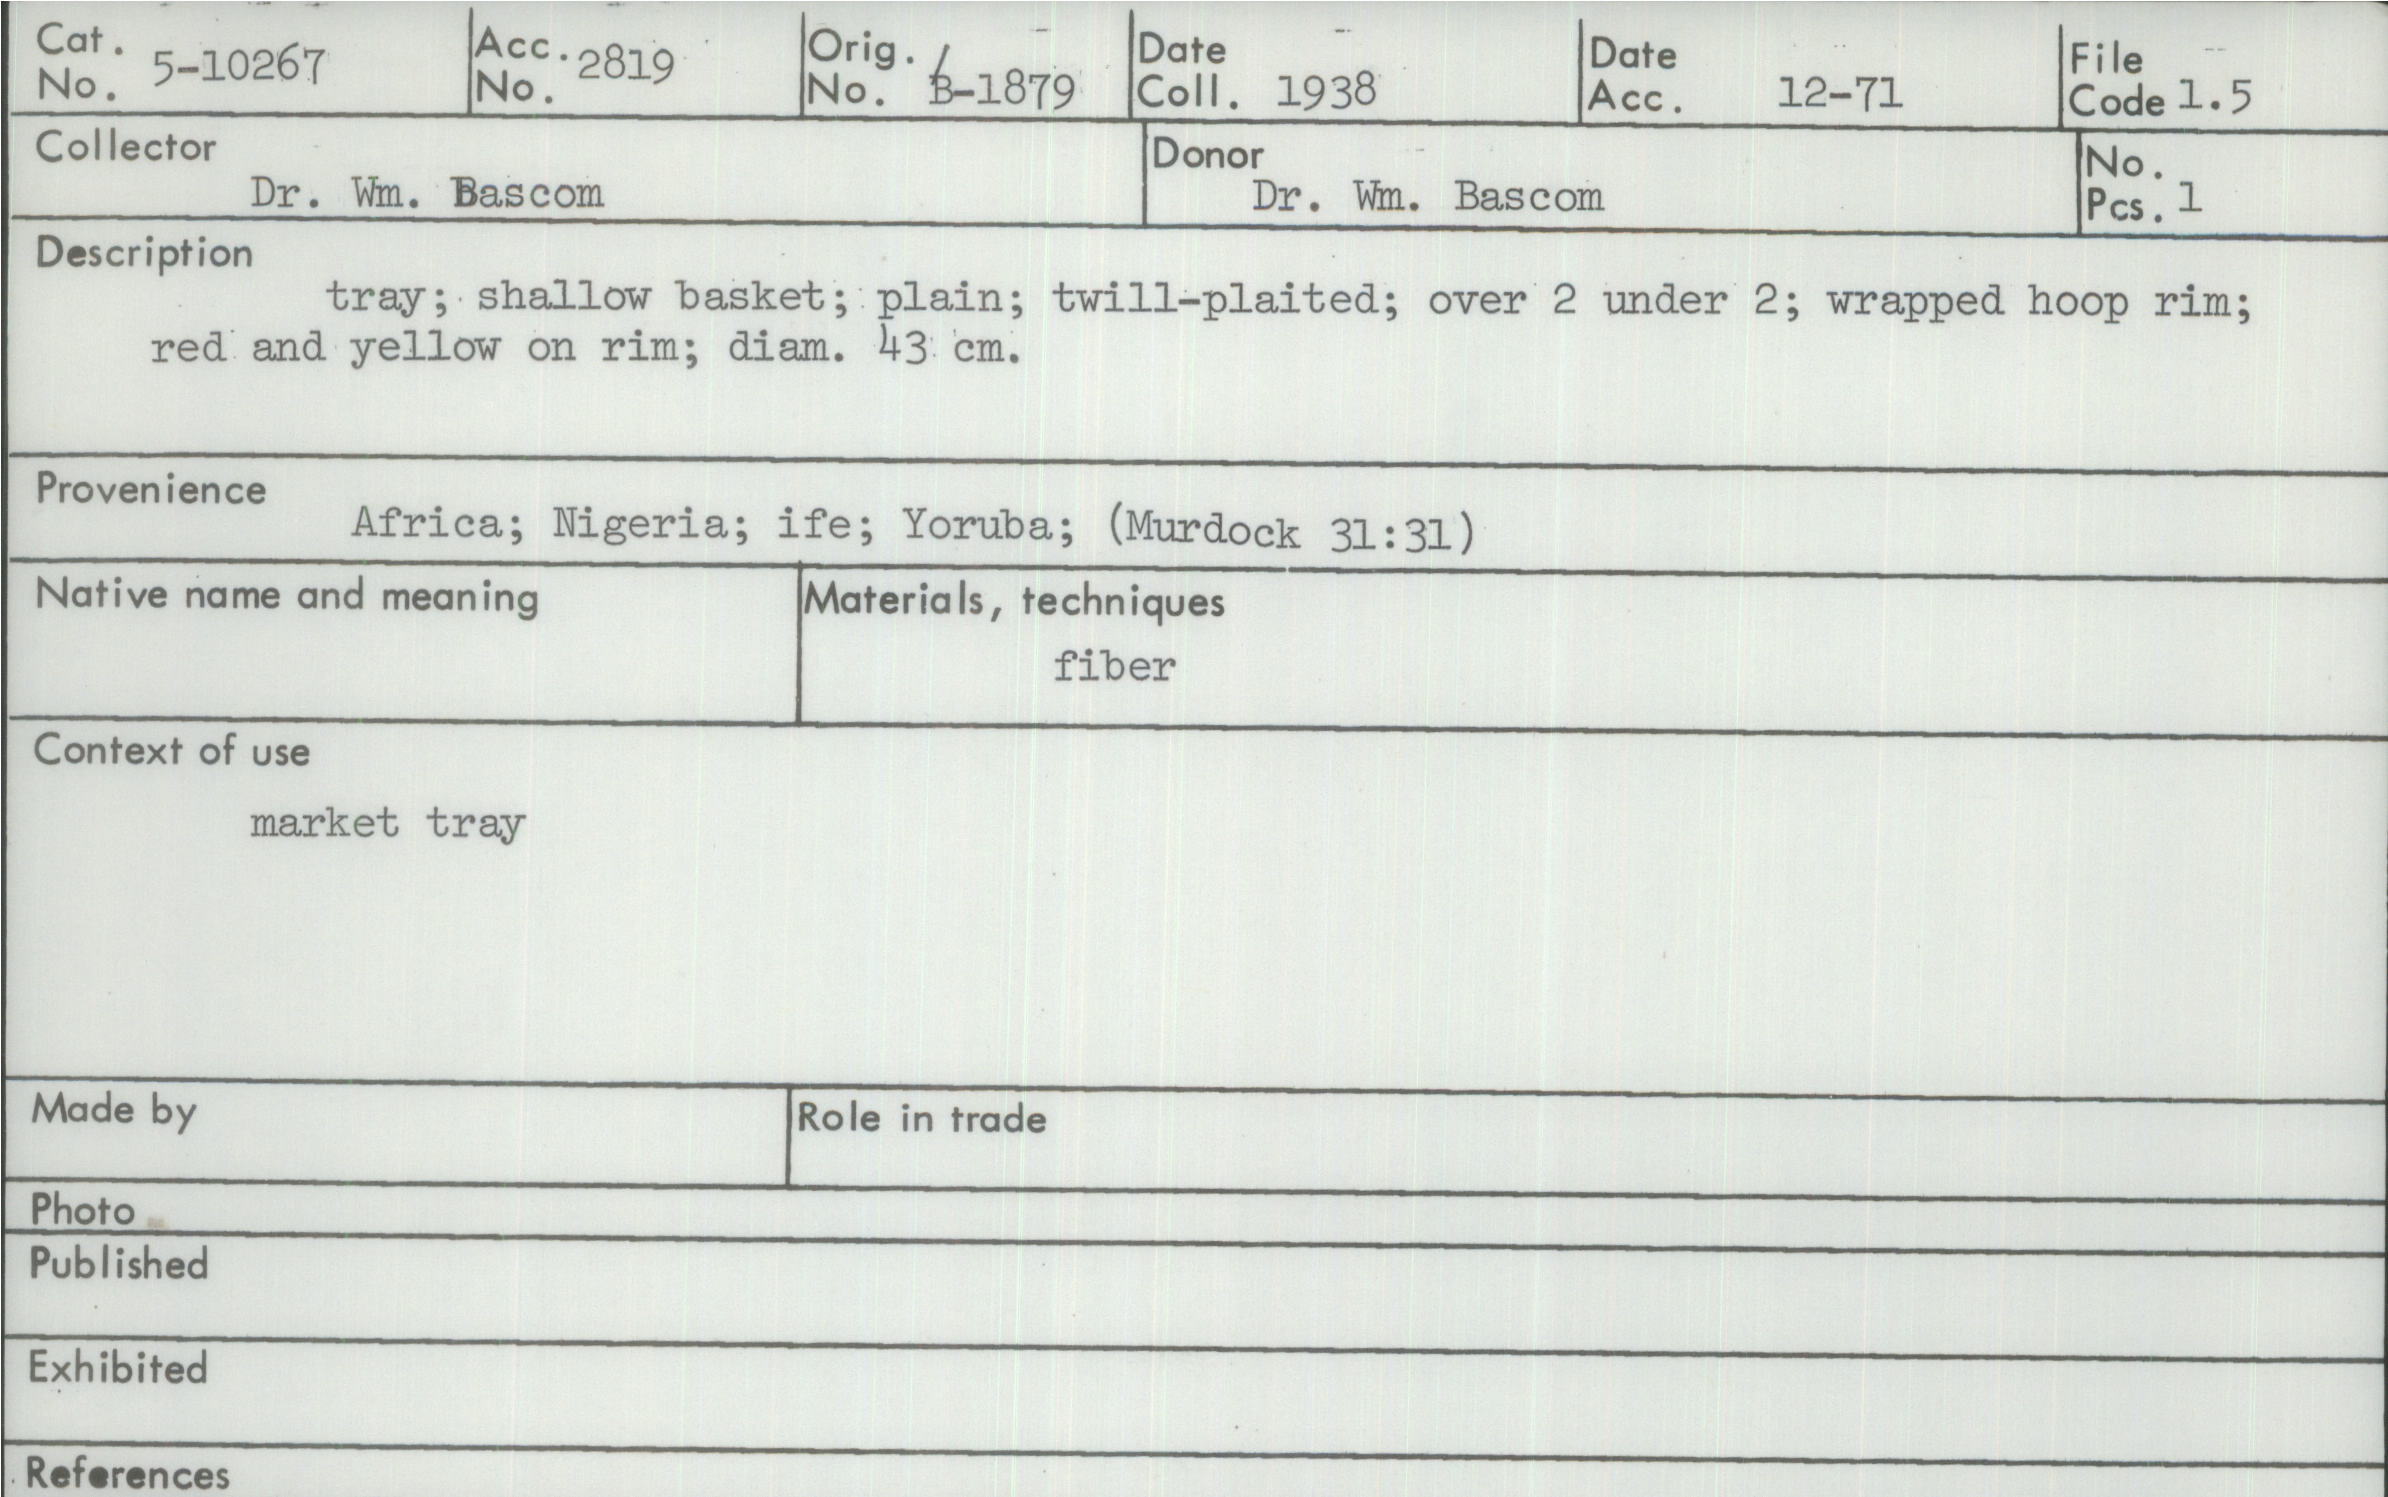 Cat. No. 5-10267 Acc. No. 2819 Orig. No. B-1879 Date Coll. 1938 Date Acc. 12-71 File Code 1.5
Collector Dr. Wm. Bascom Donor Dr. Wm. Bascom No. Pcs. 1
Description
tray; shallow basket; plain; twill-plaited; over 2 under 2; wrapped hoop rim;
red and yellow on rim; diam. 43 cm.
Provenience
Africa; Nigeria; ife; Yoruba; (Murdock 31:31)
Native name and meaning Materials, techniques
fiber
Context of use
market tray
Made by Role in trade
Photo
Published
Exhibited
References